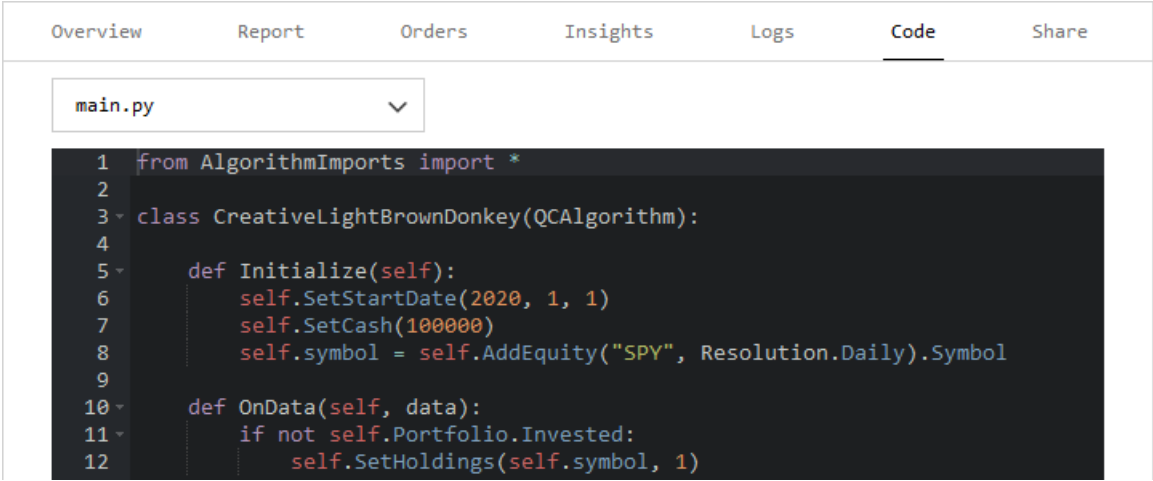 Overview Report Orders Insights Logs Code Share
main.py
1 from AlgorithmImports import *
2
3 class CreativeLightBrownDonkey(QCAlgorithm):
4
5     def Initialize(self):
6         self.SetStartDate(2020, 1, 1)
7         self.SetCash(100000)
8         self.symbol = self.AddEquity("SPY", Resolution.Daily).Symbol
9
10     def OnData(self, data):
11         if not self.Portfolio.Invested:
12             self.SetHoldings(self.symbol, 1)